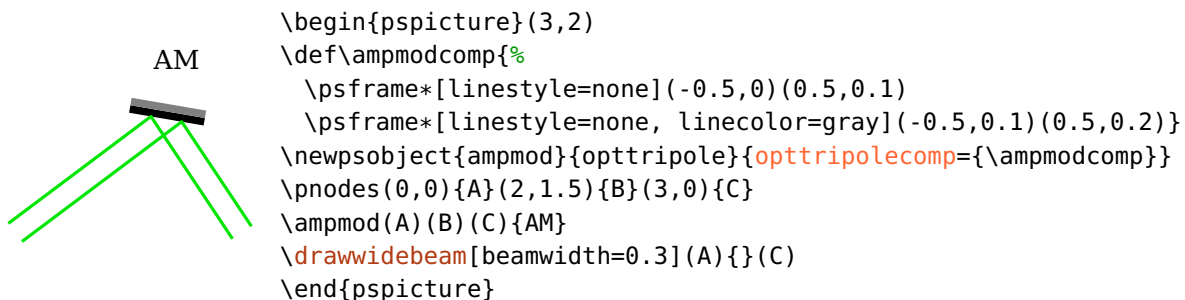 AM
\begin{pspicture}(3,2)
\def\ampmodcomp{%
  \psframe*[linestyle=none](-0.5,0)(0.5,0.1)
  \psframe*[linestyle=none, linecolor=gray](-0.5,0.1)(0.5,0.2)}
\newpsobject{ampmod}{opttripole}{opttripolecomp={\ampmodcomp}}
\pnodes(0,0){A}(2,1.5){B}(3,0){C}
\ampmod(A)(B)(C){AM}
\drawwidebeam[beamwidth=0.3](A){}(C)
\end{pspicture}